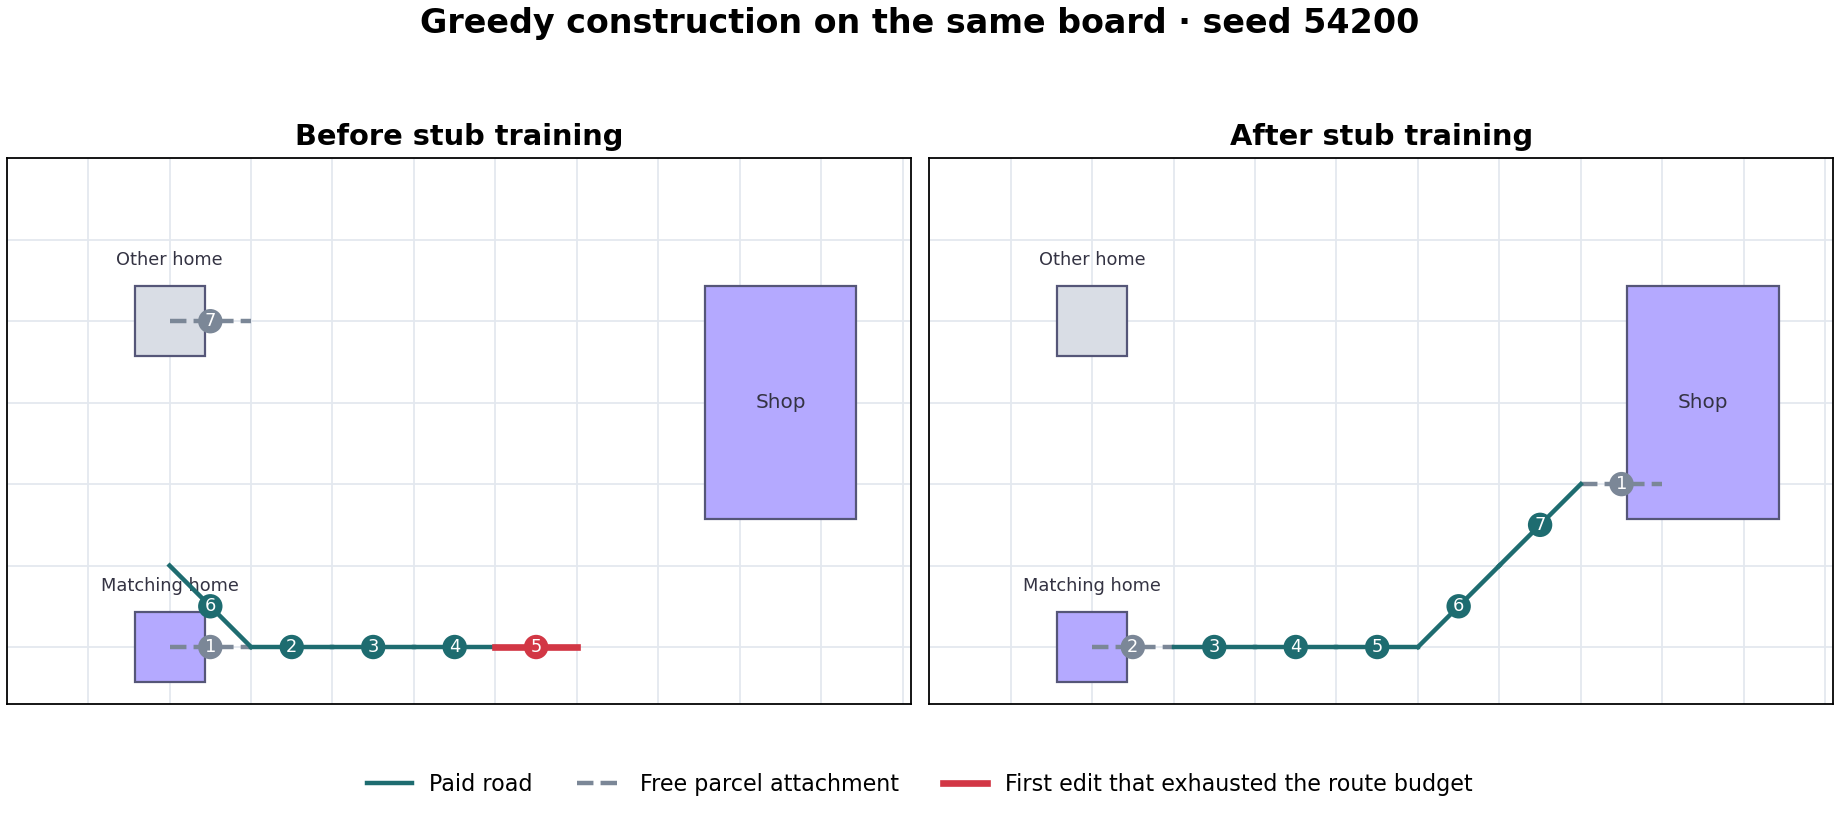 Greedy construction on the same board · seed 54200
Before stub training
Other home
7
Shop
Matching home
6
1
2
3
4
5
After stub training
Other home
Shop
1
7
Matching home
6
2
3
4
5
Paid road
Free parcel attachment
First edit that exhausted the route budget